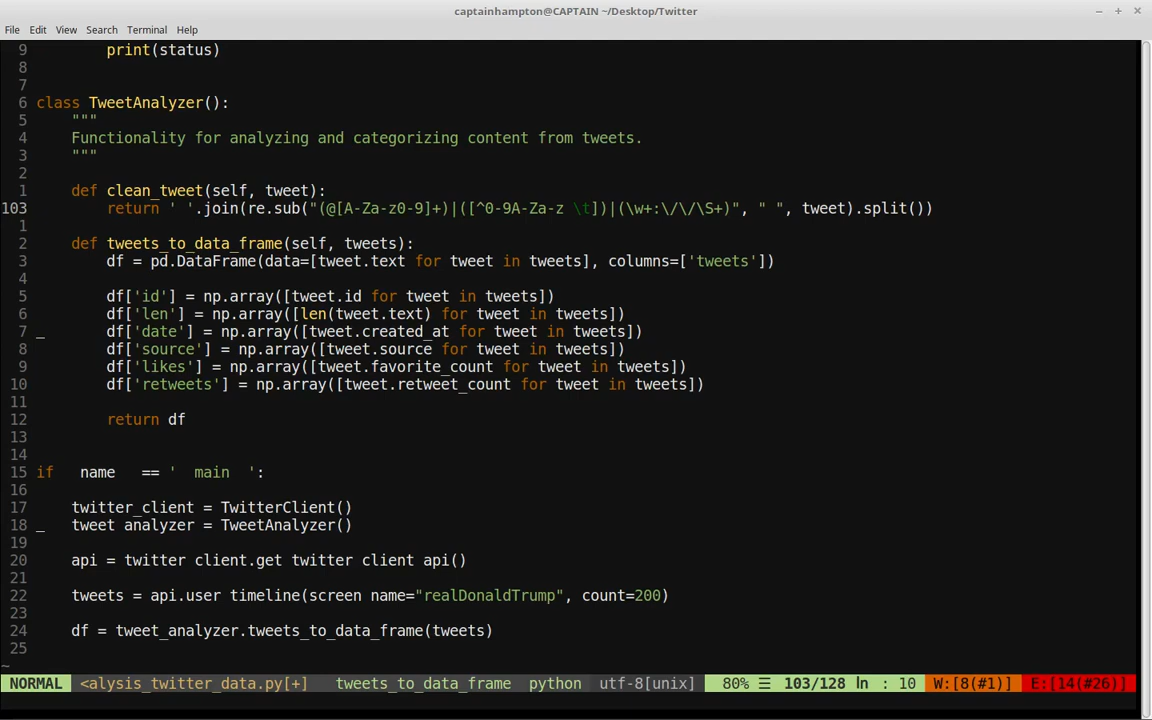 captainhampton@CAPTAIN ~/Desktop/Twitter
File Edit View Search Terminal Help
9         print(status)
8
7
6 class TweetAnalyzer():
5     """
4     Functionality for analyzing and categorizing content from tweets.
3     """
2
1     def clean_tweet(self, tweet):
103         return ' '.join(re.sub("(@[A-Za-z0-9]+)|([^0-9A-Za-z \t])|(\w+:\/\/\S+)", " ", tweet).split())
1
2     def tweets_to_data_frame(self, tweets):
3         df = pd.DataFrame(data=[tweet.text for tweet in tweets], columns=['tweets'])
4
5         df['id'] = np.array([tweet.id for tweet in tweets])
6         df['len'] = np.array([len(tweet.text) for tweet in tweets])
7 _       df['date'] = np.array([tweet.created_at for tweet in tweets])
8         df['source'] = np.array([tweet.source for tweet in tweets])
9         df['likes'] = np.array([tweet.favorite_count for tweet in tweets])
10         df['retweets'] = np.array([tweet.retweet_count for tweet in tweets])
11
12         return df
13
14
15 if   name   == '  main  ':
16
17     twitter_client = TwitterClient()
18 _   tweet analyzer = TweetAnalyzer()
19
20     api = twitter client.get twitter client api()
21
22     tweets = api.user timeline(screen name="realDonaldTrump", count=200)
23
24     df = tweet_analyzer.tweets_to_data_frame(tweets)
25
~
NORMAL <alysis_twitter_data.py[+] tweets_to_data_frame python utf-8[unix] 80% ☰ 103/128 ln : 10 W:[8(#1)] E:[14(#26)]